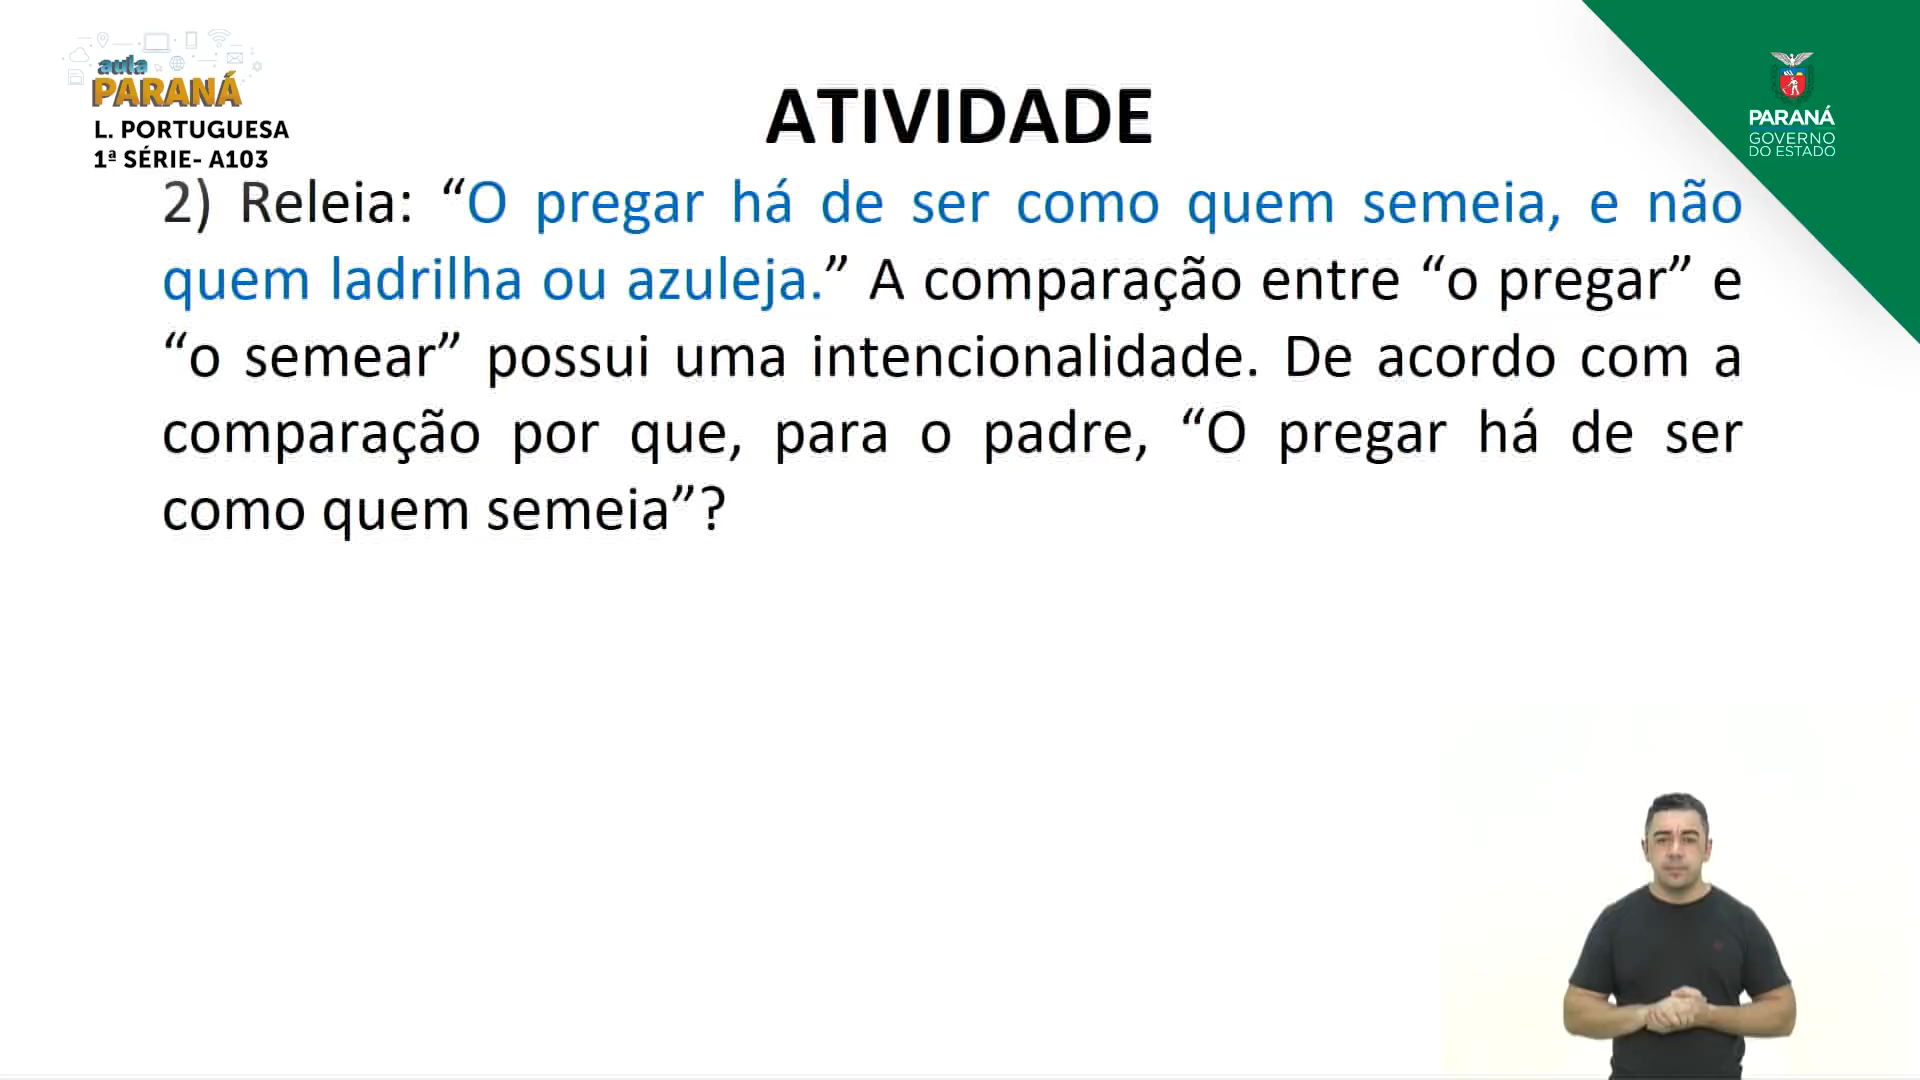 aula
PARANÁ
L. PORTUGUESA
1ª SÉRIE- A103
ATIVIDADE
PARANÁ
GOVERNO
DO ESTADO
2) Releia: “O pregar há de ser como quem semeia, e não
quem ladrilha ou azuleja.” A comparação entre “o pregar” e
“o semear” possui uma intencionalidade. De acordo com a
comparação por que, para o padre, “O pregar há de ser
como quem semeia”?